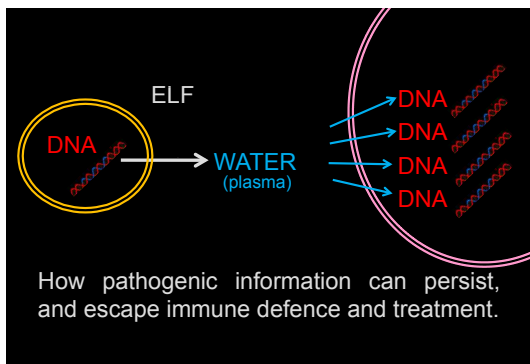 ELF
DNA
WATER
(plasma)
DNA
DNA
DNA
DNA
How pathogenic information can persist,
and escape immune defence and treatment.